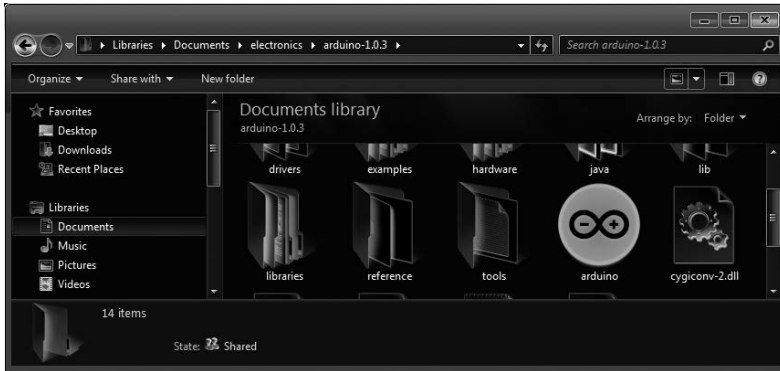 Libraries ▸ Documents ▸ electronics ▸ arduino-1.0.3 ▸
Search arduino-1.0.3
Organize ▾ Share with ▾ New folder
Favorites
Desktop
Downloads
Recent Places
Libraries
Documents
Music
Pictures
Videos
Documents library
arduino-1.0.3
Arrange by: Folder ▾
drivers examples hardware java lib
libraries reference tools arduino cygiconv-2.dll
14 items
State: Shared